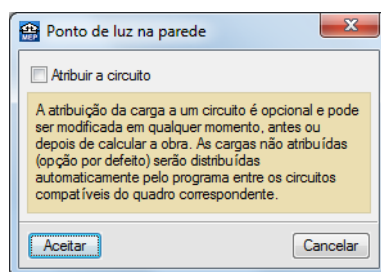 MEP
Ponto de luz na parede
X
Atribuir a circuito
A atribuição da carga a um circuito é opcional e pode
ser modificada em qualquer momento, antes ou
depois de calcular a obra. As cargas não atribuídas
(opção por defeito) serão distribuídas
automaticamente pelo programa entre os circuitos
compatíveis do quadro correspondente.
Aceitar
Cancelar